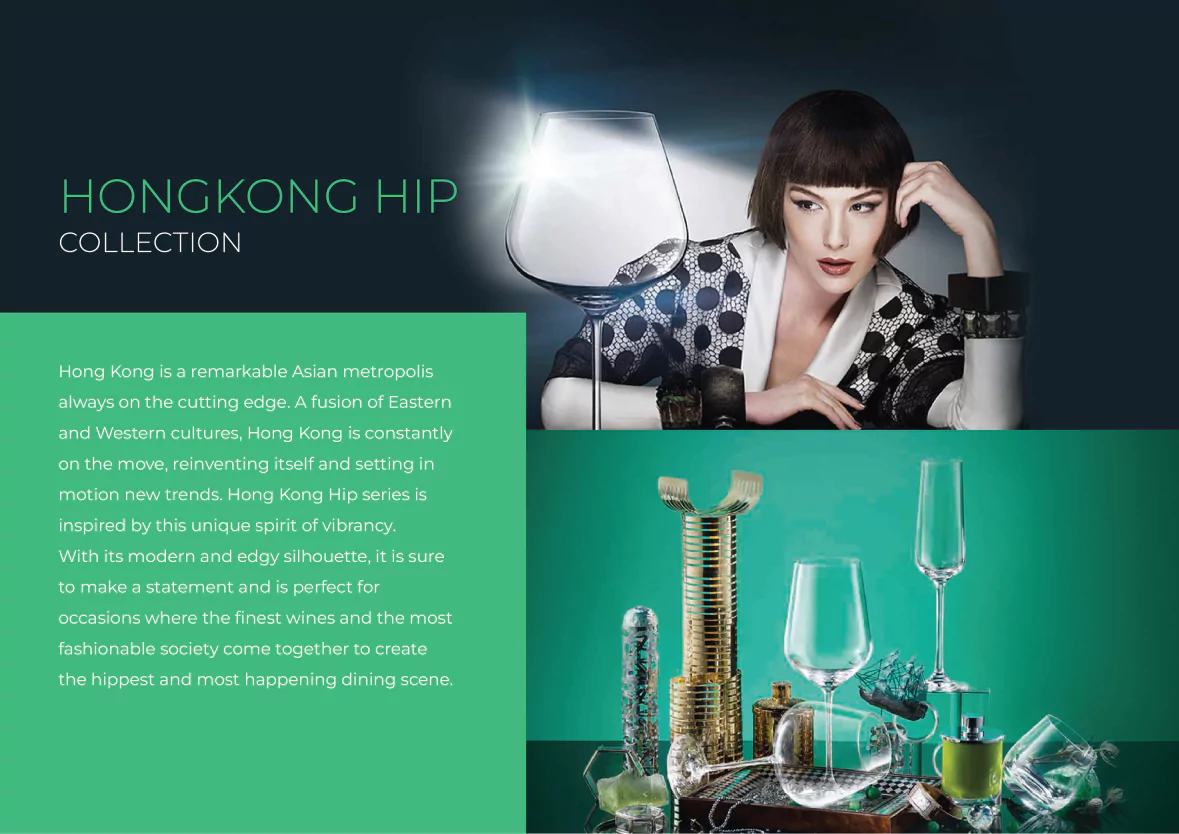 HONGKONG HIP
COLLECTION
Hong Kong is a remarkable Asian metropolis
always on the cutting edge. A fusion of Eastern
and Western cultures, Hong Kong is constantly
on the move, reinventing itself and setting in
motion new trends. Hong Kong Hip series is
inspired by this unique spirit of vibrancy.
With its modern and edgy silhouette, it is sure
to make a statement and is perfect for
occasions where the finest wines and the most
fashionable society come together to create
the hippest and most happening dining scene.